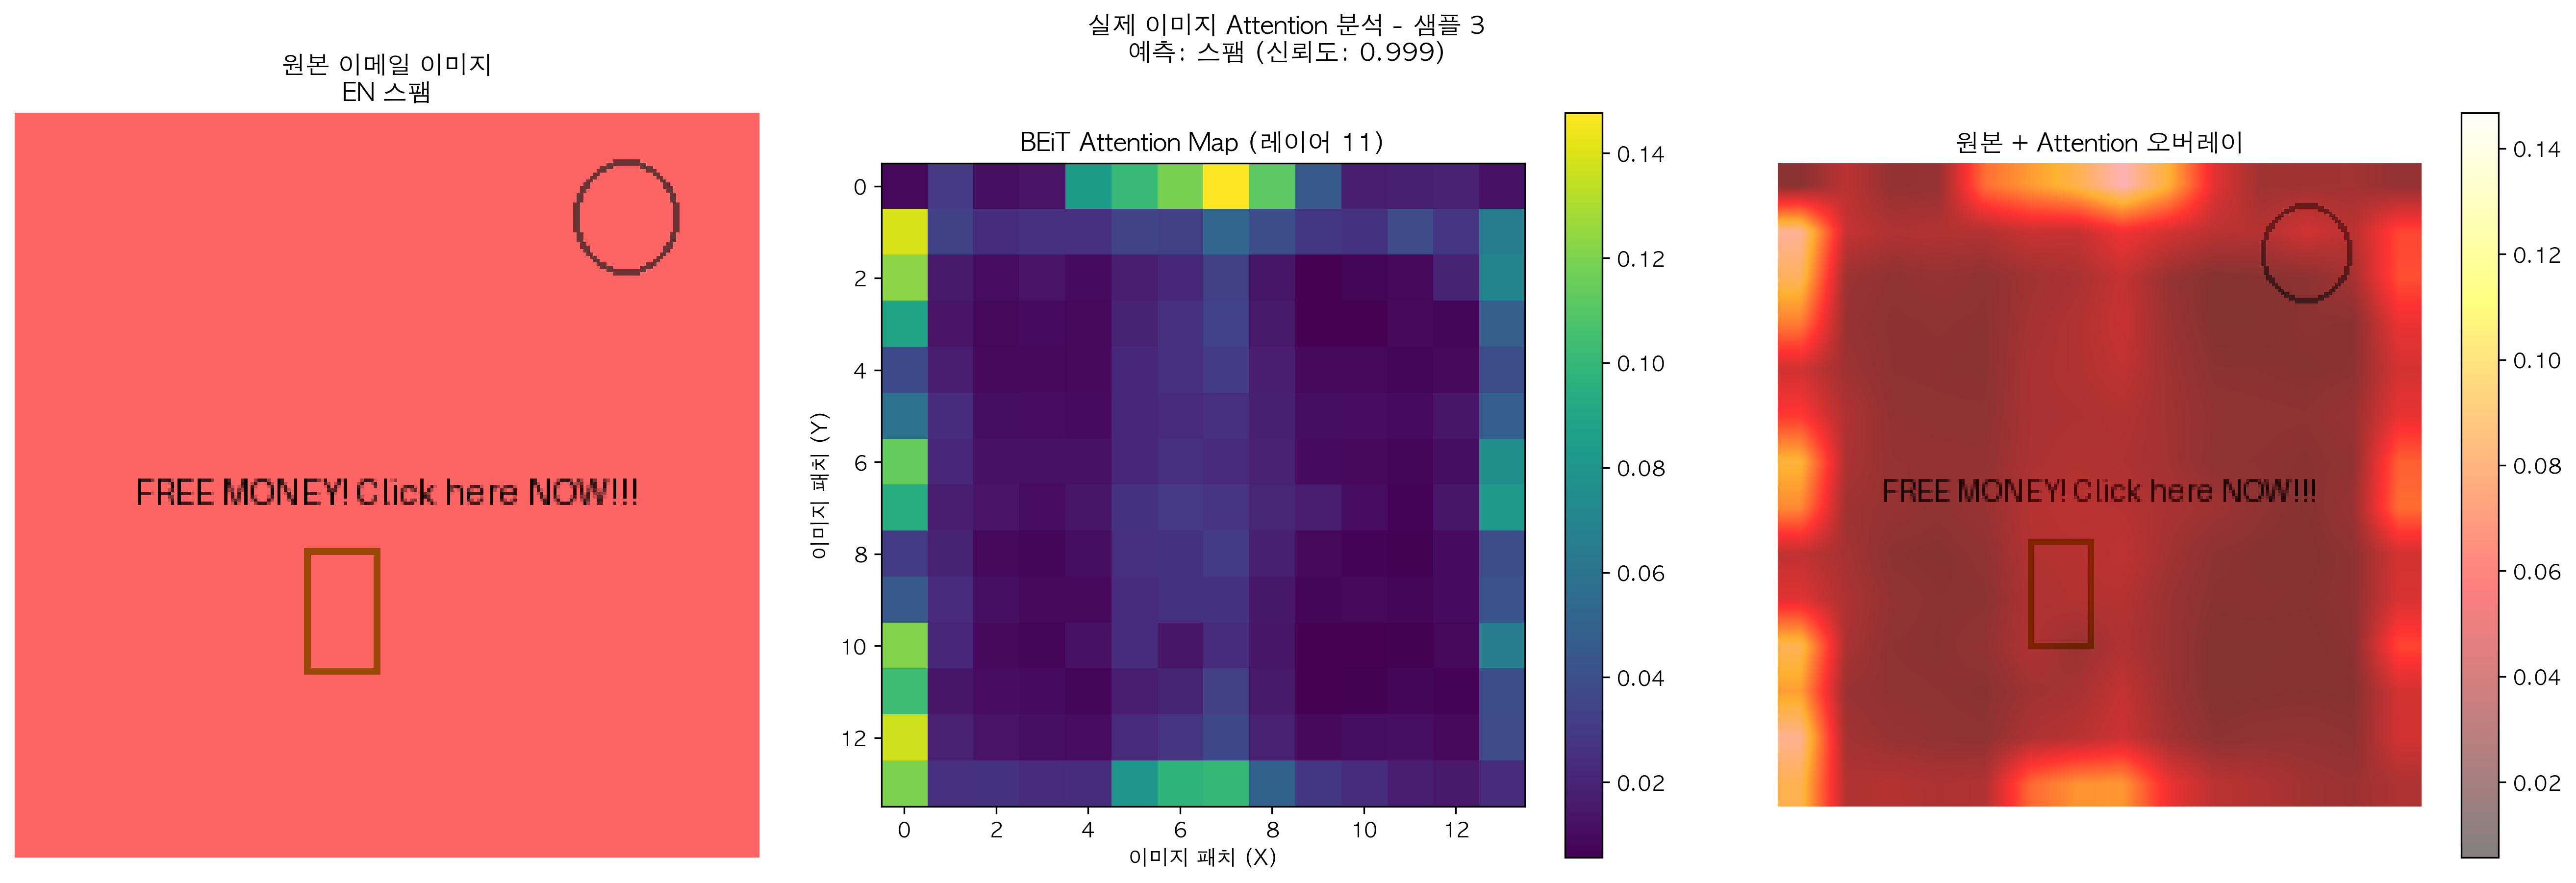 실제 이미지 Attention 분석 - 샘플 3
예측: 스팸 (신뢰도: 0.999)
원본 이메일 이미지
EN 스팸
FREE MONEY! Click here NOW!!!
BEiT Attention Map (레이어 11)
이미지 패치 (Y)
0
2
4
6
8
10
12
0 2 4 6 8 10 12
이미지 패치 (X)
0.14
0.12
0.10
0.08
0.06
0.04
0.02
원본 + Attention 오버레이
FREE MONEY! Click here NOW!!!
0.14
0.12
0.10
0.08
0.06
0.04
0.02